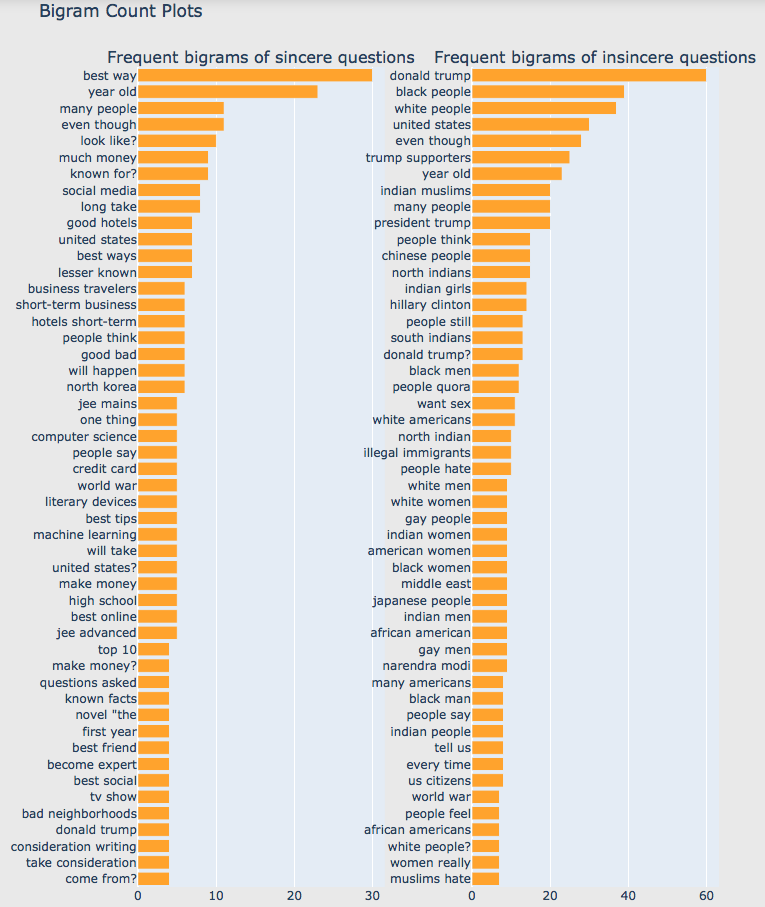 Bigram Count Plots
Frequent bigrams of sincere questions
best way
year old
many people
even though
look like?
much money
known for?
social media
long take
good hotels
united states
best ways
lesser known
business travelers
short-term business
hotels short-term
people think
good bad
will happen
north korea
jee mains
one thing
computer science
people say
credit card
world war
literary devices
best tips
machine learning
will take
united states?
make money
high school
best online
jee advanced
top 10
make money?
questions asked
known facts
novel "the
first year
best friend
become expert
best social
tv show
bad neighborhoods
donald trump
consideration writing
take consideration
come from?
0 10 20 30
Frequent bigrams of insincere questions
donald trump
black people
white people
united states
even though
trump supporters
year old
indian muslims
many people
president trump
people think
chinese people
north indians
indian girls
hillary clinton
people still
south indians
donald trump?
black men
people quora
want sex
white americans
north indian
illegal immigrants
people hate
white men
white women
gay people
indian women
american women
black women
middle east
japanese people
indian men
african american
gay men
narendra modi
many americans
black man
people say
indian people
tell us
every time
us citizens
world war
people feel
african americans
white people?
women really
muslims hate
0 20 40 60